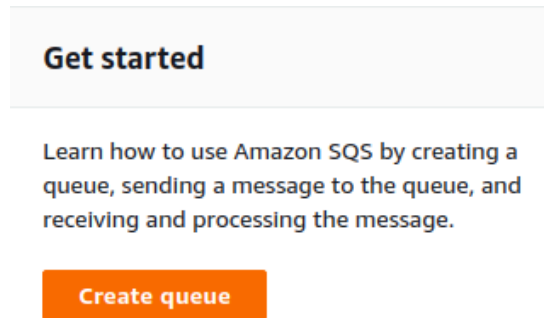 Get started
Learn how to use Amazon SQS by creating a
queue, sending a message to the queue, and
receiving and processing the message.
Create queue